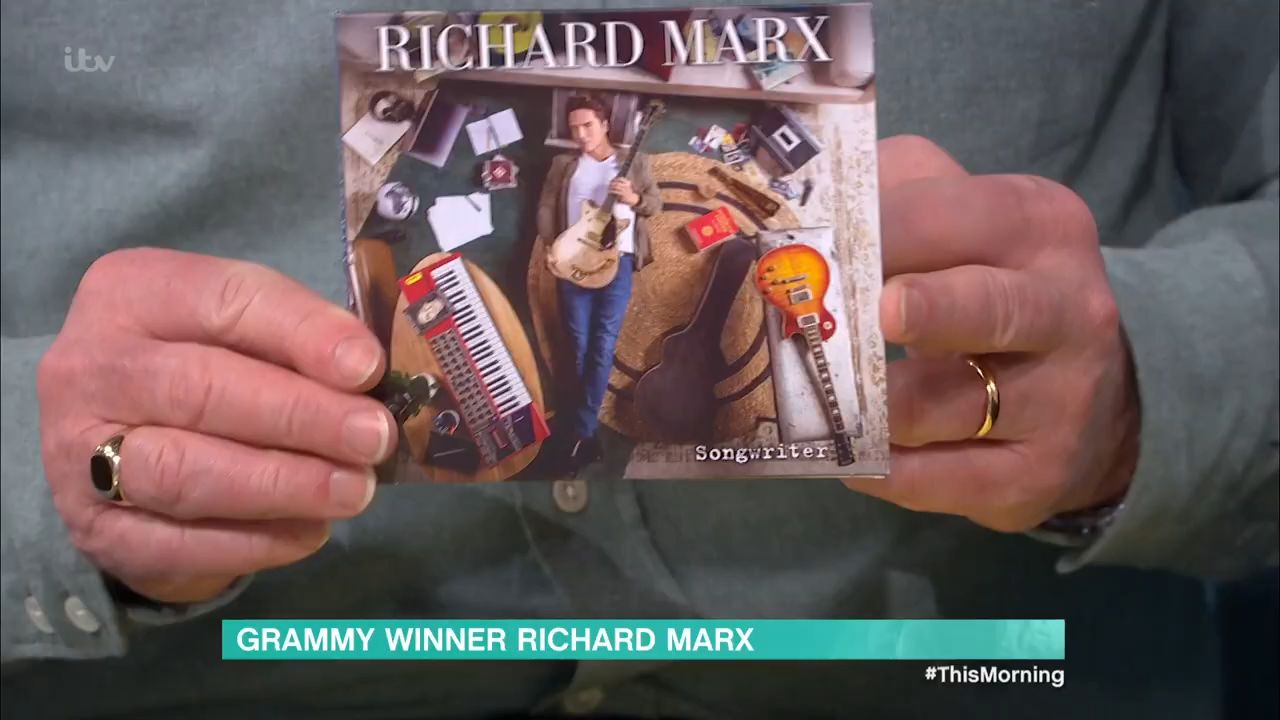 itv
RICHARD MARX
Songwriter
GRAMMY WINNER RICHARD MARX
#ThisMorning